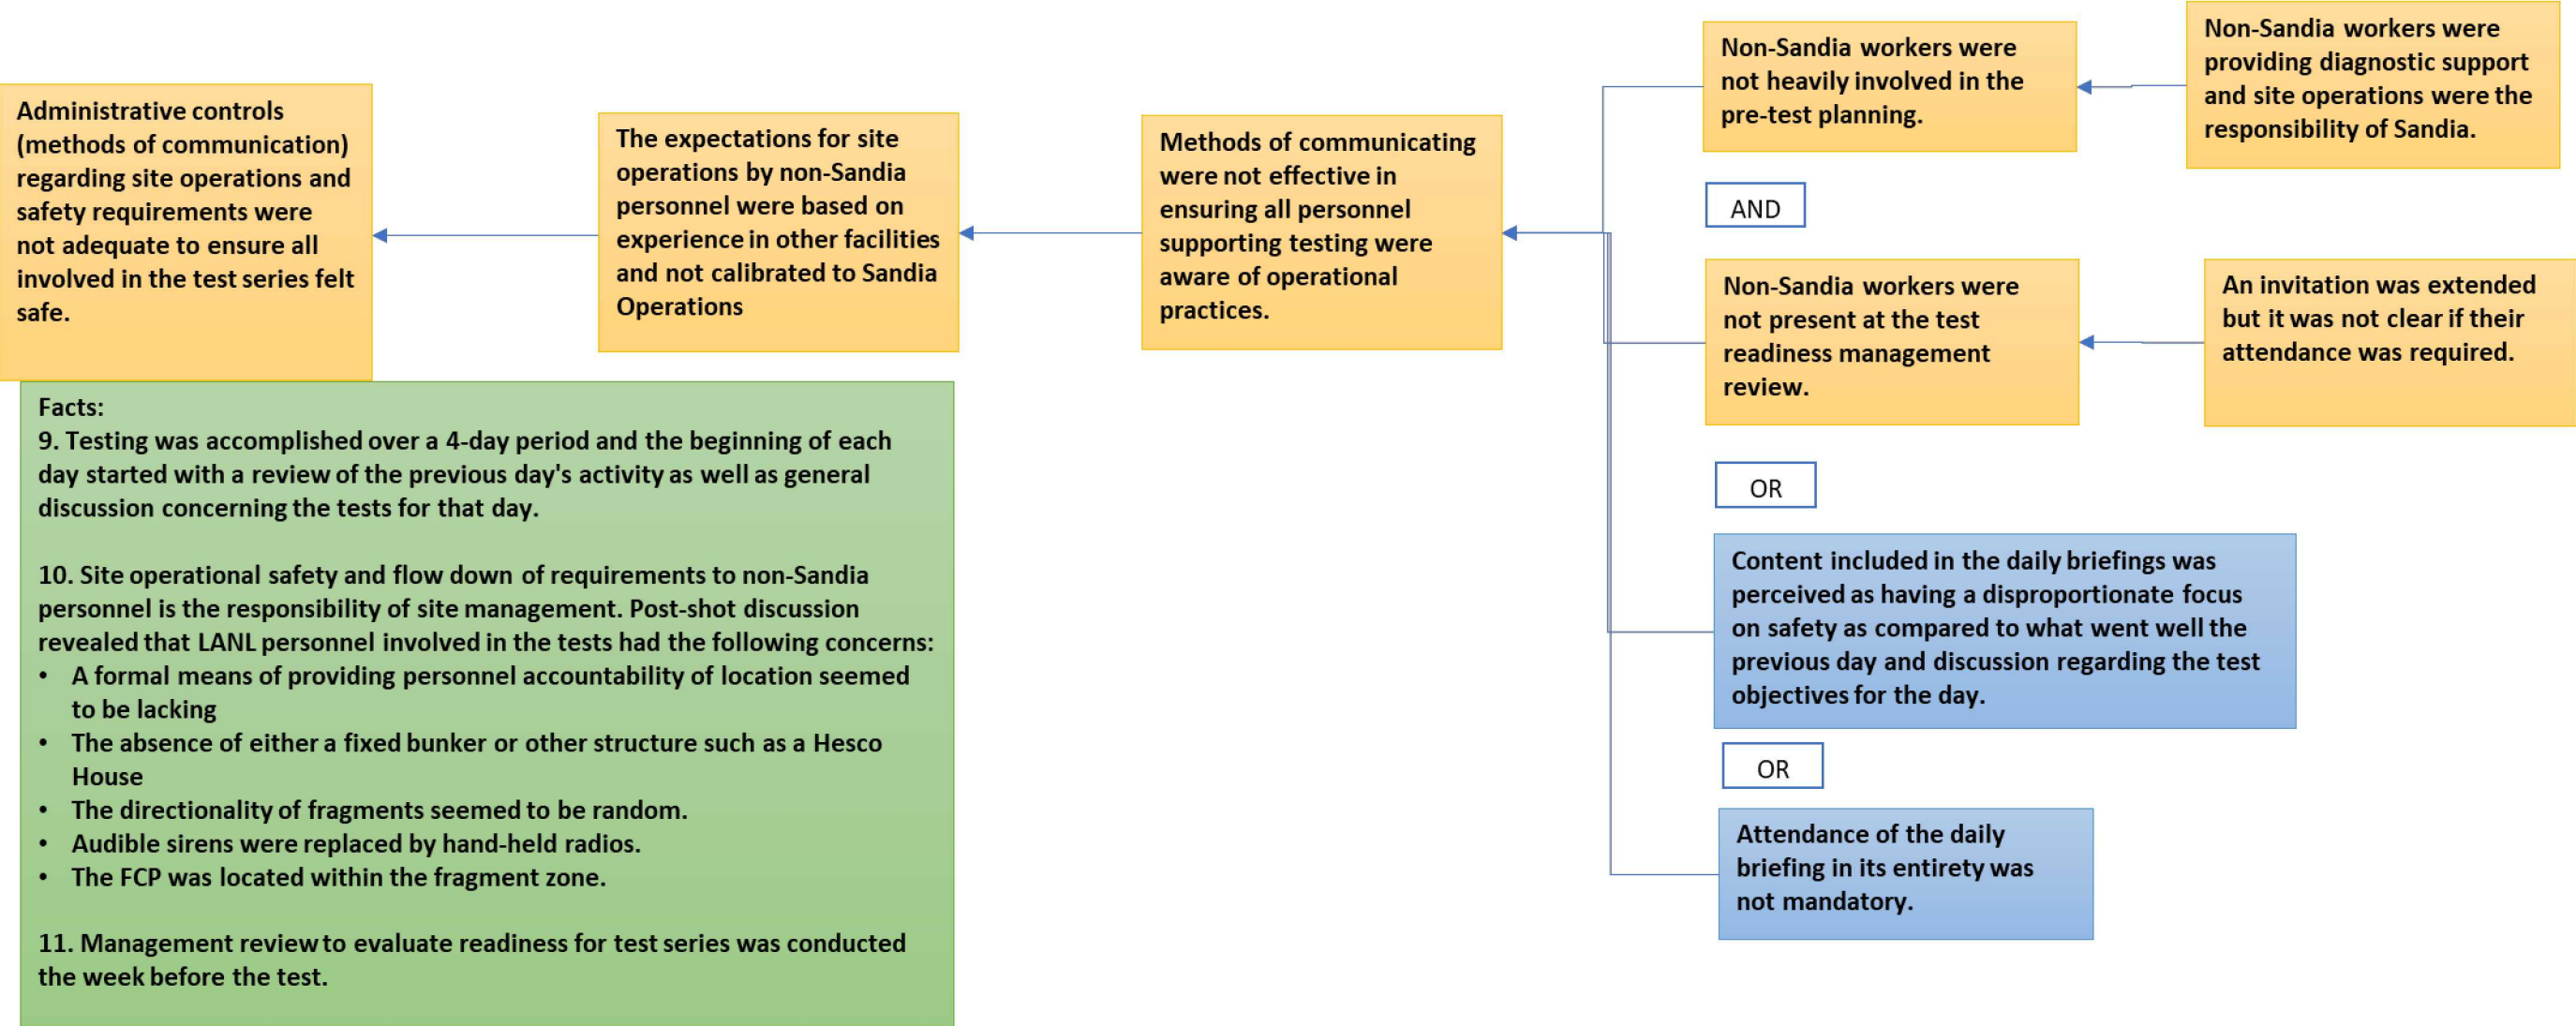 Administrative controls
(methods of communication)
regarding site operations and
safety requirements were
not adequate to ensure all
involved in the test series felt
safe.
The expectations for site
operations by non-Sandia
personnel were based on
experience in other facilities
and not calibrated to Sandia
Operations
Methods of communicating
were not effective in
ensuring all personnel
supporting testing were
aware of operational
practices.
Non-Sandia workers were
not heavily involved in the
pre-test planning.
Non-Sandia workers were
providing diagnostic support
and site operations were the
responsibility of Sandia.
AND
Non-Sandia workers were
not present at the test
readiness management
review.
An invitation was extended
but it was not clear if their
attendance was required.
OR
Content included in the daily briefings was
perceived as having a disproportionate focus
on safety as compared to what went well the
previous day and discussion regarding the test
objectives for the day.
OR
Attendance of the daily
briefing in its entirety was
not mandatory.
Facts:
9. Testing was accomplished over a 4-day period and the beginning of each
day started with a review of the previous day's activity as well as general
discussion concerning the tests for that day.
10. Site operational safety and flow down of requirements to non-Sandia
personnel is the responsibility of site management. Post-shot discussion
revealed that LANL personnel involved in the tests had the following concerns:
• A formal means of providing personnel accountability of location seemed
to be lacking
• The absence of either a fixed bunker or other structure such as a Hesco
House
• The directionality of fragments seemed to be random.
• Audible sirens were replaced by hand-held radios.
• The FCP was located within the fragment zone.
11. Management review to evaluate readiness for test series was conducted
the week before the test.